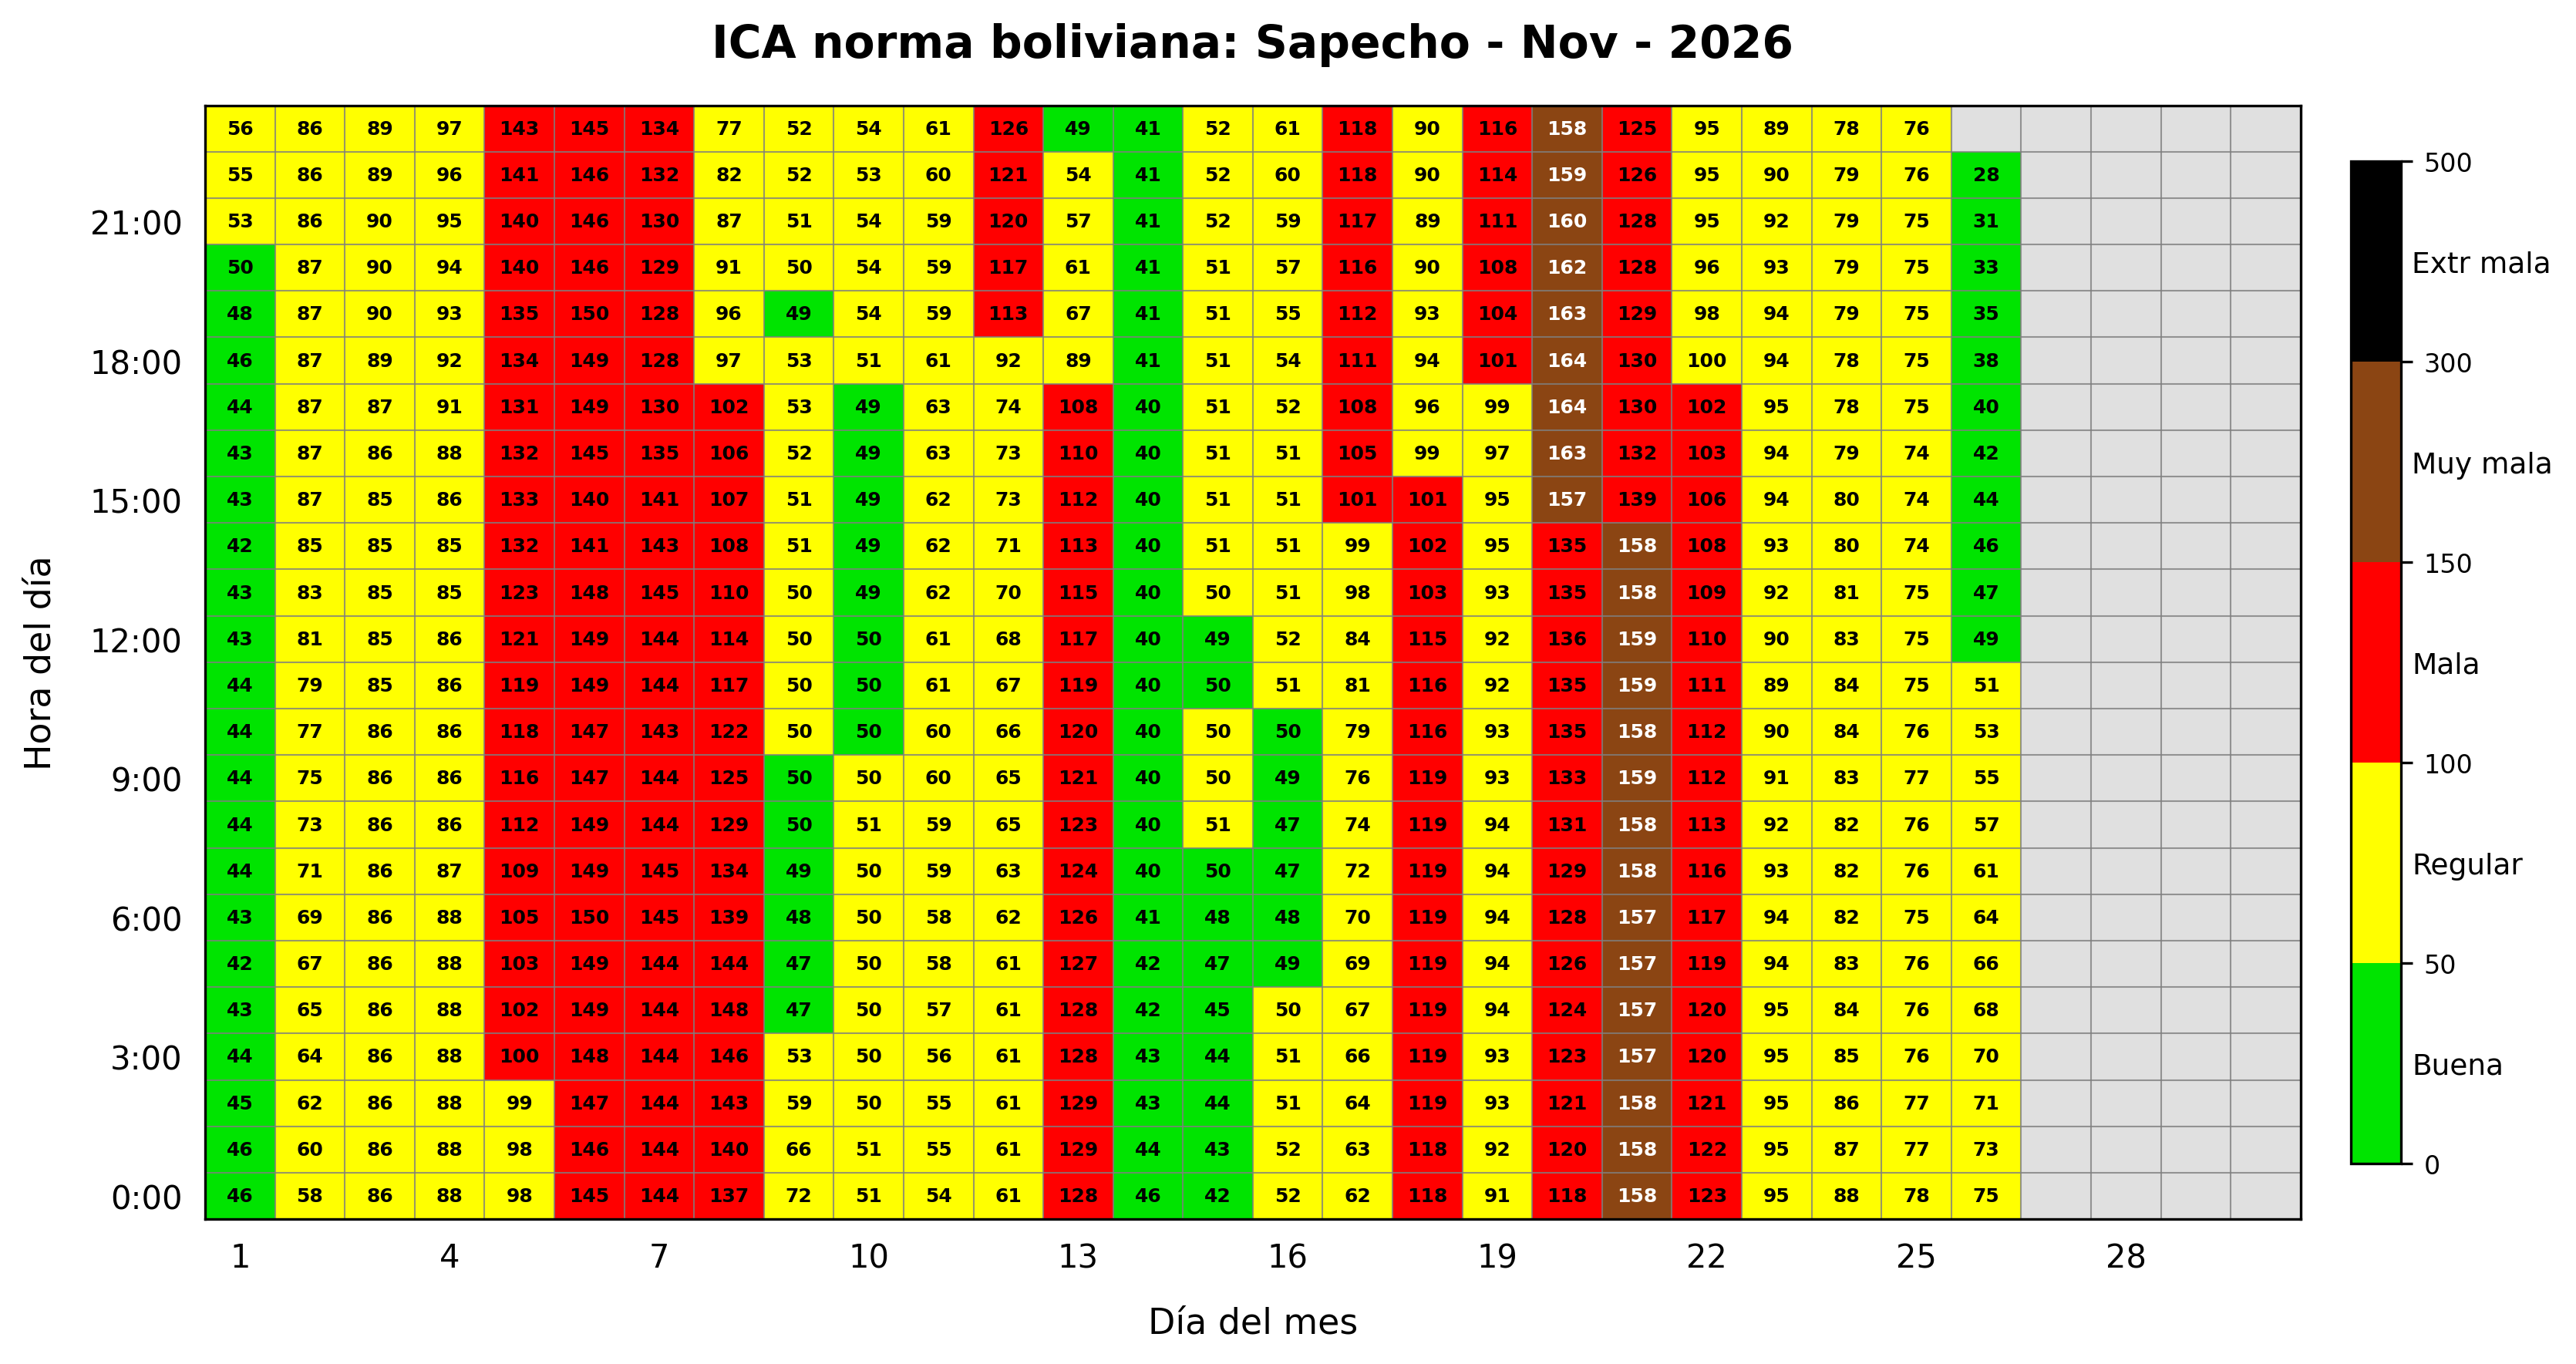 ICA norma boliviana: Sapecho - Nov - 2026
56 86 89 97 143 145 134 77 52 54 61 126 49 41 52 61 118 90 116 158 125 95 89 78 76
55 86 89 96 141 146 132 82 52 53 60 121 54 41 52 60 118 90 114 159 126 95 90 79 76 28
21:00 53 86 90 95 140 146 130 87 51 54 59 120 57 41 52 59 117 89 111 160 128 95 92 79 75 31
50 87 90 94 140 146 129 91 50 54 59 117 61 41 51 57 116 90 108 162 128 96 93 79 75 33
48 87 90 93 135 150 128 96 49 54 59 113 67 41 51 55 112 93 104 163 129 98 94 79 75 35
18:00 46 87 89 92 134 149 128 97 53 51 61 92 89 41 51 54 111 94 101 164 130 100 94 78 75 38
44 87 87 91 131 149 130 102 53 49 63 74 108 40 51 52 108 96 99 164 130 102 95 78 75 40
43 87 86 88 132 145 135 106 52 49 63 73 110 40 51 51 105 99 97 163 132 103 94 79 74 42
15:00 43 87 85 86 133 140 141 107 51 49 62 73 112 40 51 51 101 101 95 157 139 106 94 80 74 44
42 85 85 85 132 141 143 108 51 49 62 71 113 40 51 51 99 102 95 135 158 108 93 80 74 46
43 83 85 85 123 148 145 110 50 49 62 70 115 40 50 51 98 103 93 135 158 109 92 81 75 47
12:00 43 81 85 86 121 149 144 114 50 50 61 68 117 40 49 52 84 115 92 136 159 110 90 83 75 49
44 79 85 86 119 149 144 117 50 50 61 67 119 40 50 51 81 116 92 135 159 111 89 84 75 51
44 77 86 86 118 147 143 122 50 50 60 66 120 40 50 50 79 116 93 135 158 112 90 84 76 53
9:00 44 75 86 86 116 147 144 125 50 50 60 65 121 40 50 49 76 119 93 133 159 112 91 83 77 55
44 73 86 86 112 149 144 129 50 51 59 65 123 40 51 47 74 119 94 131 158 113 92 82 76 57
44 71 86 87 109 149 145 134 49 50 59 63 124 40 50 47 72 119 94 129 158 116 93 82 76 61
6:00 43 69 86 88 105 150 145 139 48 50 58 62 126 41 48 48 70 119 94 128 157 117 94 82 75 64
42 67 86 88 103 149 144 144 47 50 58 61 127 42 47 49 69 119 94 126 157 119 94 83 76 66
43 65 86 88 102 149 144 148 47 50 57 61 128 42 45 50 67 119 94 124 157 120 95 84 76 68
3:00 44 64 86 88 100 148 144 146 53 50 56 61 128 43 44 51 66 119 93 123 157 120 95 85 76 70
45 62 86 88 99 147 144 143 59 50 55 61 129 43 44 51 64 119 93 121 158 121 95 86 77 71
46 60 86 88 98 146 144 140 66 51 55 61 129 44 43 52 63 118 92 120 158 122 95 87 77 73
0:00 46 58 86 88 98 145 144 137 72 51 54 61 128 46 42 52 62 118 91 118 158 123 95 88 78 75
1 4 7 10 13 16 19 22 25 28
Día del mes
Hora del día
500
Extr mala
300
Muy mala
150
Mala
100
Regular
50
Buena
0